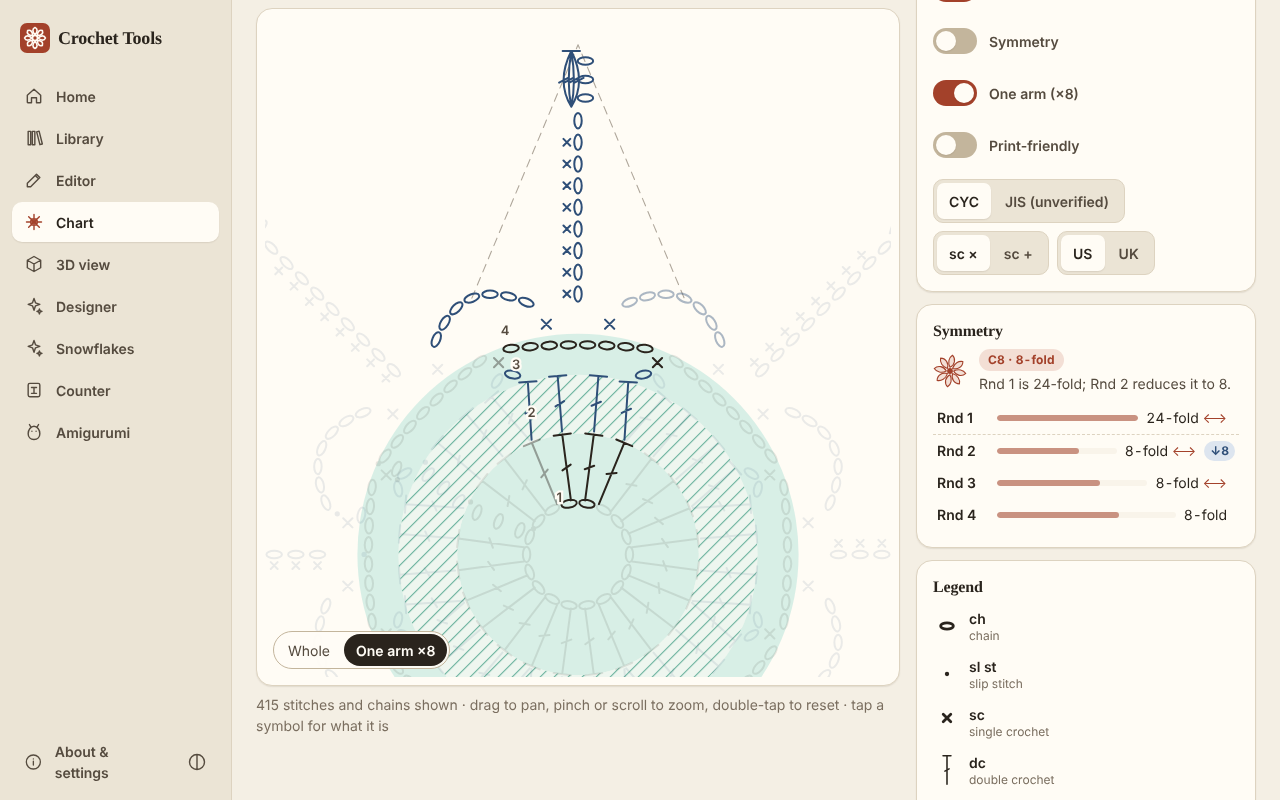 Crochet Tools
Home
Library
Editor
Chart
3D view
Designer
Snowflakes
Counter
Amigurumi
About &
settings
4
3
2
1
Whole
One arm ×8
415 stitches and chains shown · drag to pan, pinch or scroll to zoom, double-tap to reset · tap a
symbol for what it is
Symmetry
One arm (×8)
Print-friendly
CYC
JIS (unverified)
sc ×
sc +
US
UK
Symmetry
C8 · 8-fold
Rnd 1 is 24-fold; Rnd 2 reduces it to 8.
Rnd 1 24-fold ↔
Rnd 2 8-fold ↔ ↓8
Rnd 3 8-fold ↔
Rnd 4 8-fold
Legend
ch
chain
sl st
slip stitch
sc
single crochet
dc
double crochet